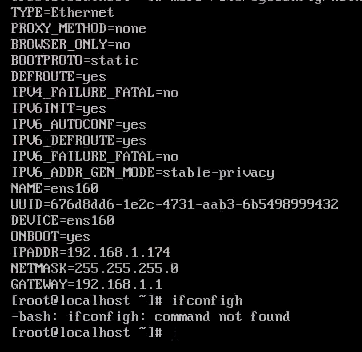 TYPE=Ethernet
PROXY_METHOD=none
BROWSER_ONLY=no
BOOTPROTO=static
DEFROUTE=yes
IPV4_FAILURE_FATAL=no
IPV6INIT=yes
IPV6_AUTOCONF=yes
IPV6_DEFROUTE=yes
IPV6_FAILURE_FATAL=no
IPV6_ADDR_GEN_MODE=stable-privacy
NAME=ens160
UUID=676d8dd6-1e2c-4731-aab3-6b5498999432
DEVICE=ens160
ONBOOT=yes
IPADDR=192.168.1.174
NETMASK=255.255.255.0
GATEWAY=192.168.1.1
[root@localhost ~]# ifconfigh
-bash: ifconfigh: command not found
[root@localhost ~]#